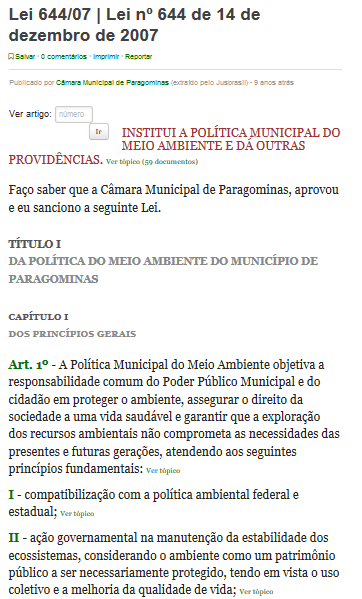 Lei 644/07 | Lei nº 644 de 14 de
dezembro de 2007
Salvar · 0 comentários · Imprimir · Reportar
Publicado por Câmara Municipal de Paragominas (extraído pelo Jusbrasil) - 9 anos atrás
Ver artigo: número
Ir
INSTITUI A POLÍTICA MUNICIPAL DO
MEIO AMBIENTE E DÁ OUTRAS
PROVIDÊNCIAS. Ver tópico (59 documentos)
Faço saber que a Câmara Municipal de Paragominas, aprovou
e eu sanciono a seguinte Lei.
TÍTULO I
DA POLÍTICA DO MEIO AMBIENTE DO MUNICÍPIO DE
PARAGOMINAS
CAPÍTULO I
DOS PRINCÍPIOS GERAIS
Art. 1º - A Política Municipal do Meio Ambiente objetiva a
responsabilidade comum do Poder Público Municipal e do
cidadão em proteger o ambiente, assegurar o direito da
sociedade a uma vida saudável e garantir que a exploração
dos recursos ambientais não comprometa as necessidades das
presentes e futuras gerações, atendendo aos seguintes
princípios fundamentais: Ver tópico
I - compatibilização com a política ambiental federal e
estadual; Ver tópico
II - ação governamental na manutenção da estabilidade dos
ecossistemas, considerando o ambiente como um patrimônio
público a ser necessariamente protegido, tendo em vista o uso
coletivo e a melhoria da qualidade de vida; Ver tópico